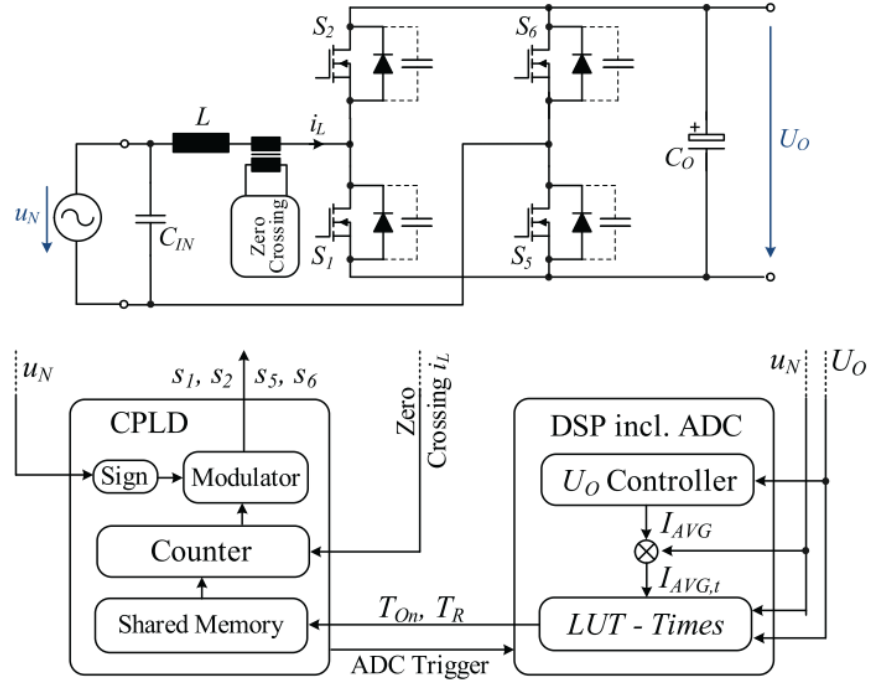 S2
S6
L
iL
+
CO
UO
uN
CIN
Zero
Crossing
S1
S5
uN
s1, s2
s5, s6
Zero
Crossing iL
uN
UO
CPLD
DSP incl. ADC
Sign
Modulator
UO Controller
IAVG
Counter
IAVG,t
TOn, TR
Shared Memory
LUT - Times
ADC Trigger